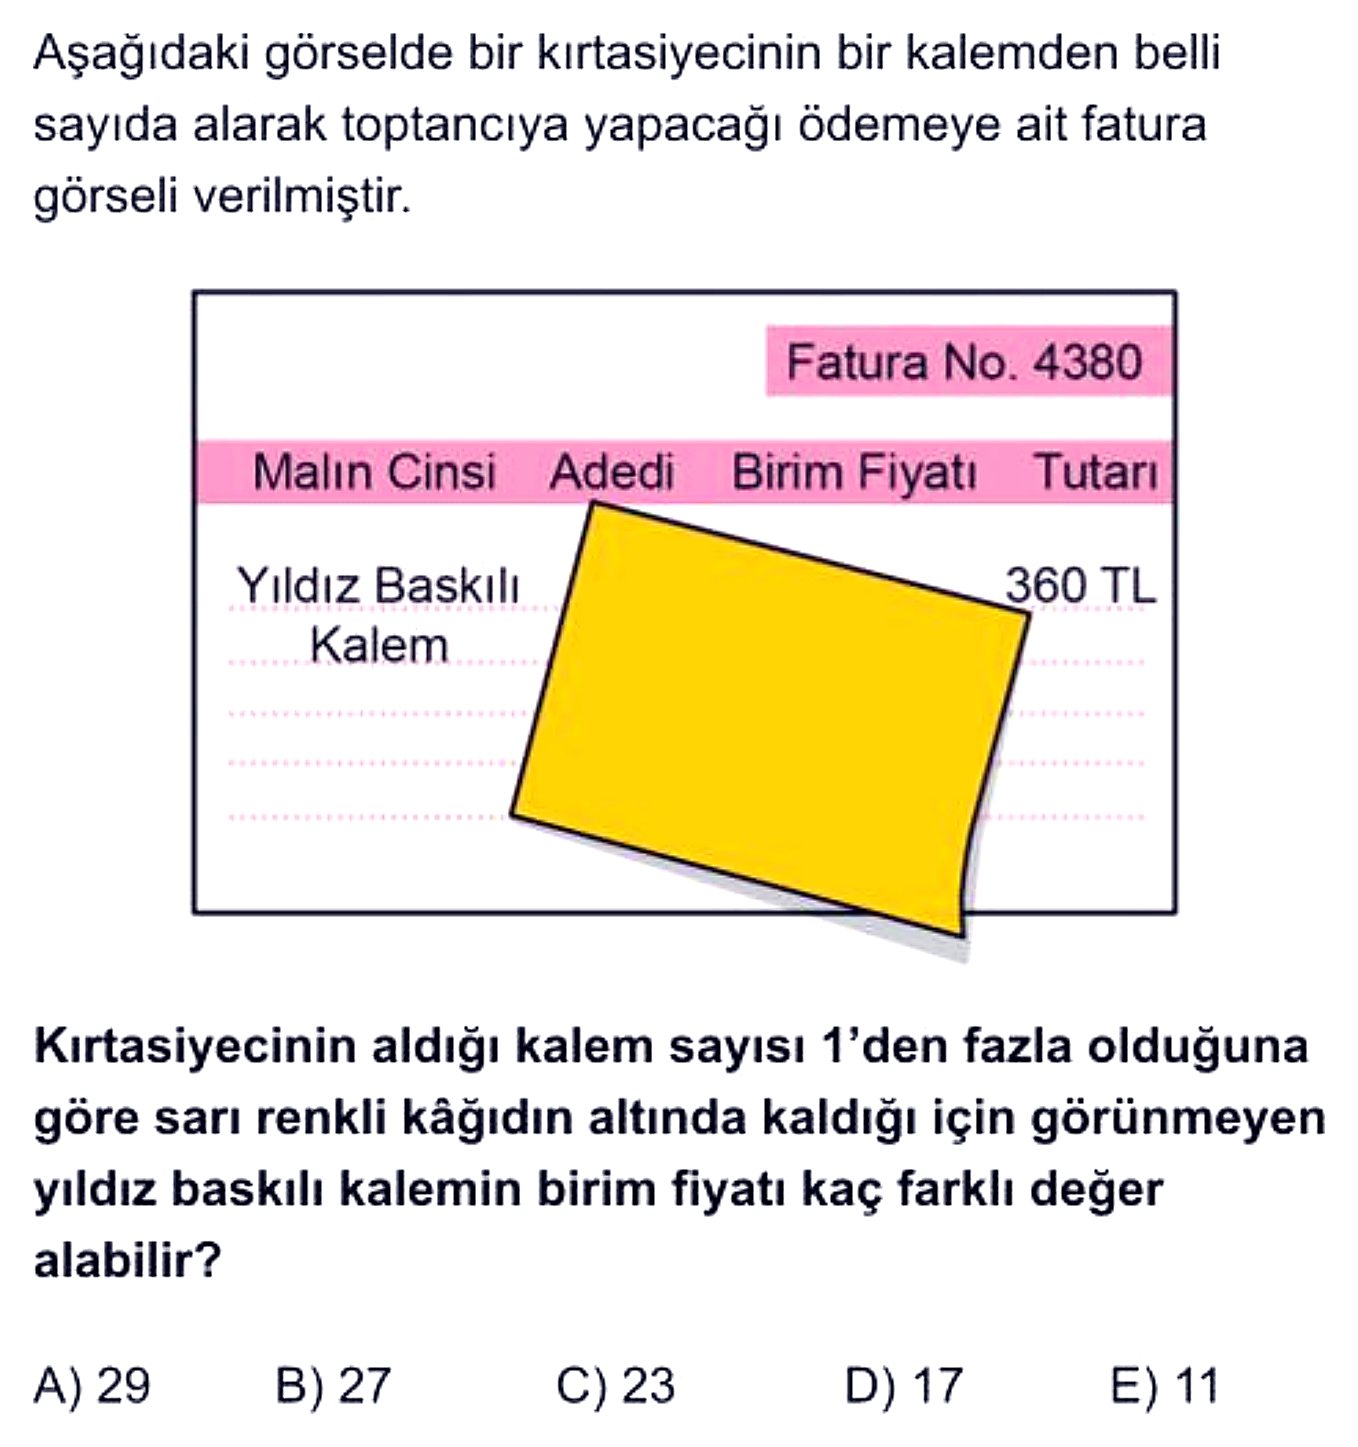 Aşağıdaki görselde bir kırtasiyecinin bir kalemden belli
sayıda alarak toptancıya yapacağı ödemeye ait fatura
görseli verilmiştir.
Fatura No. 4380
Malın Cinsi Adedi Birim Fiyatı Tutarı
Yıldız Baskılı 360 TL
Kalem
Kırtasiyecinin aldığı kalem sayısı 1’den fazla olduğuna
göre sarı renkli kâğıdın altında kaldığı için görünmeyen
yıldız baskılı kalemin birim fiyatı kaç farklı değer
alabilir?
A) 29 B) 27 C) 23 D) 17 E) 11